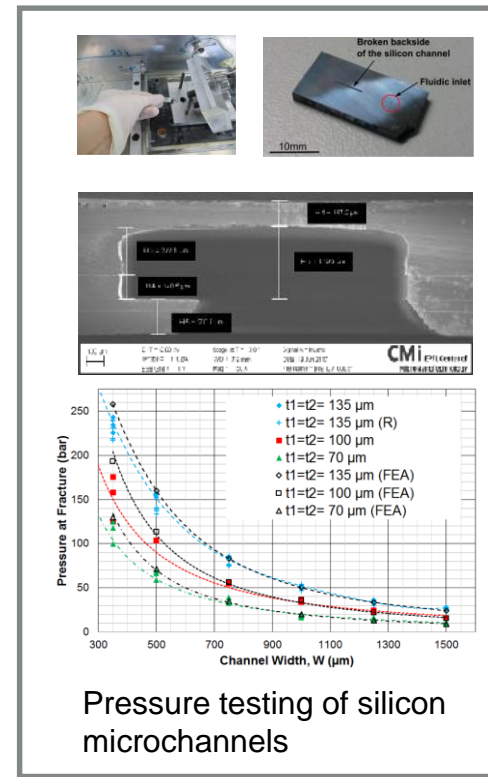 Broken backside
of the silicon channel
Fluidic inlet
10mm
CMi
t1=t2= 135 µm
t1=t2= 135 µm (R)
t1=t2= 100 µm
t1=t2= 70 µm
t1=t2= 135 µm (FEA)
t1=t2= 100 µm (FEA)
t1=t2= 70 µm (FEA)
Pressure at Fracture (bar)
250
200
150
100
50
0
300 500 700 900 1100 1300 1500
Channel Width, W (µm)
Pressure testing of silicon
microchannels